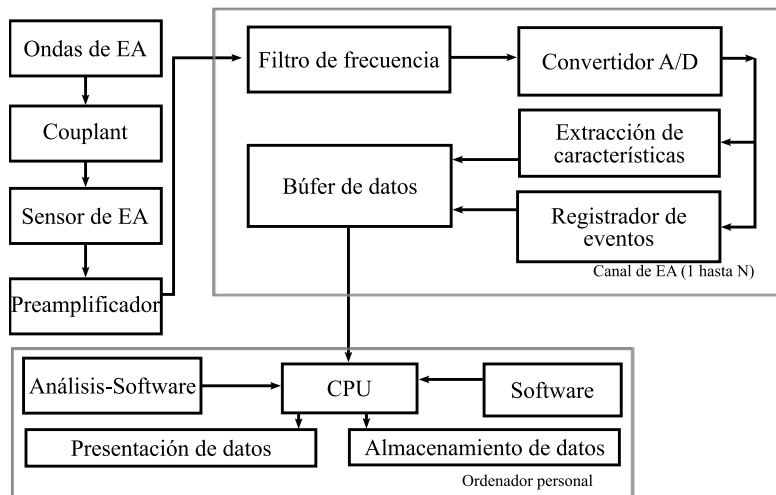 Ondas de EA
Couplant
Sensor de EA
Preamplificador
Filtro de frecuencia
Convertidor A/D
Extracción de
características
Búfer de datos
Registrador de
eventos
Canal de EA (1 hasta N)
Análisis-Software
CPU
Software
Presentación de datos
Almacenamiento de datos
Ordenador personal